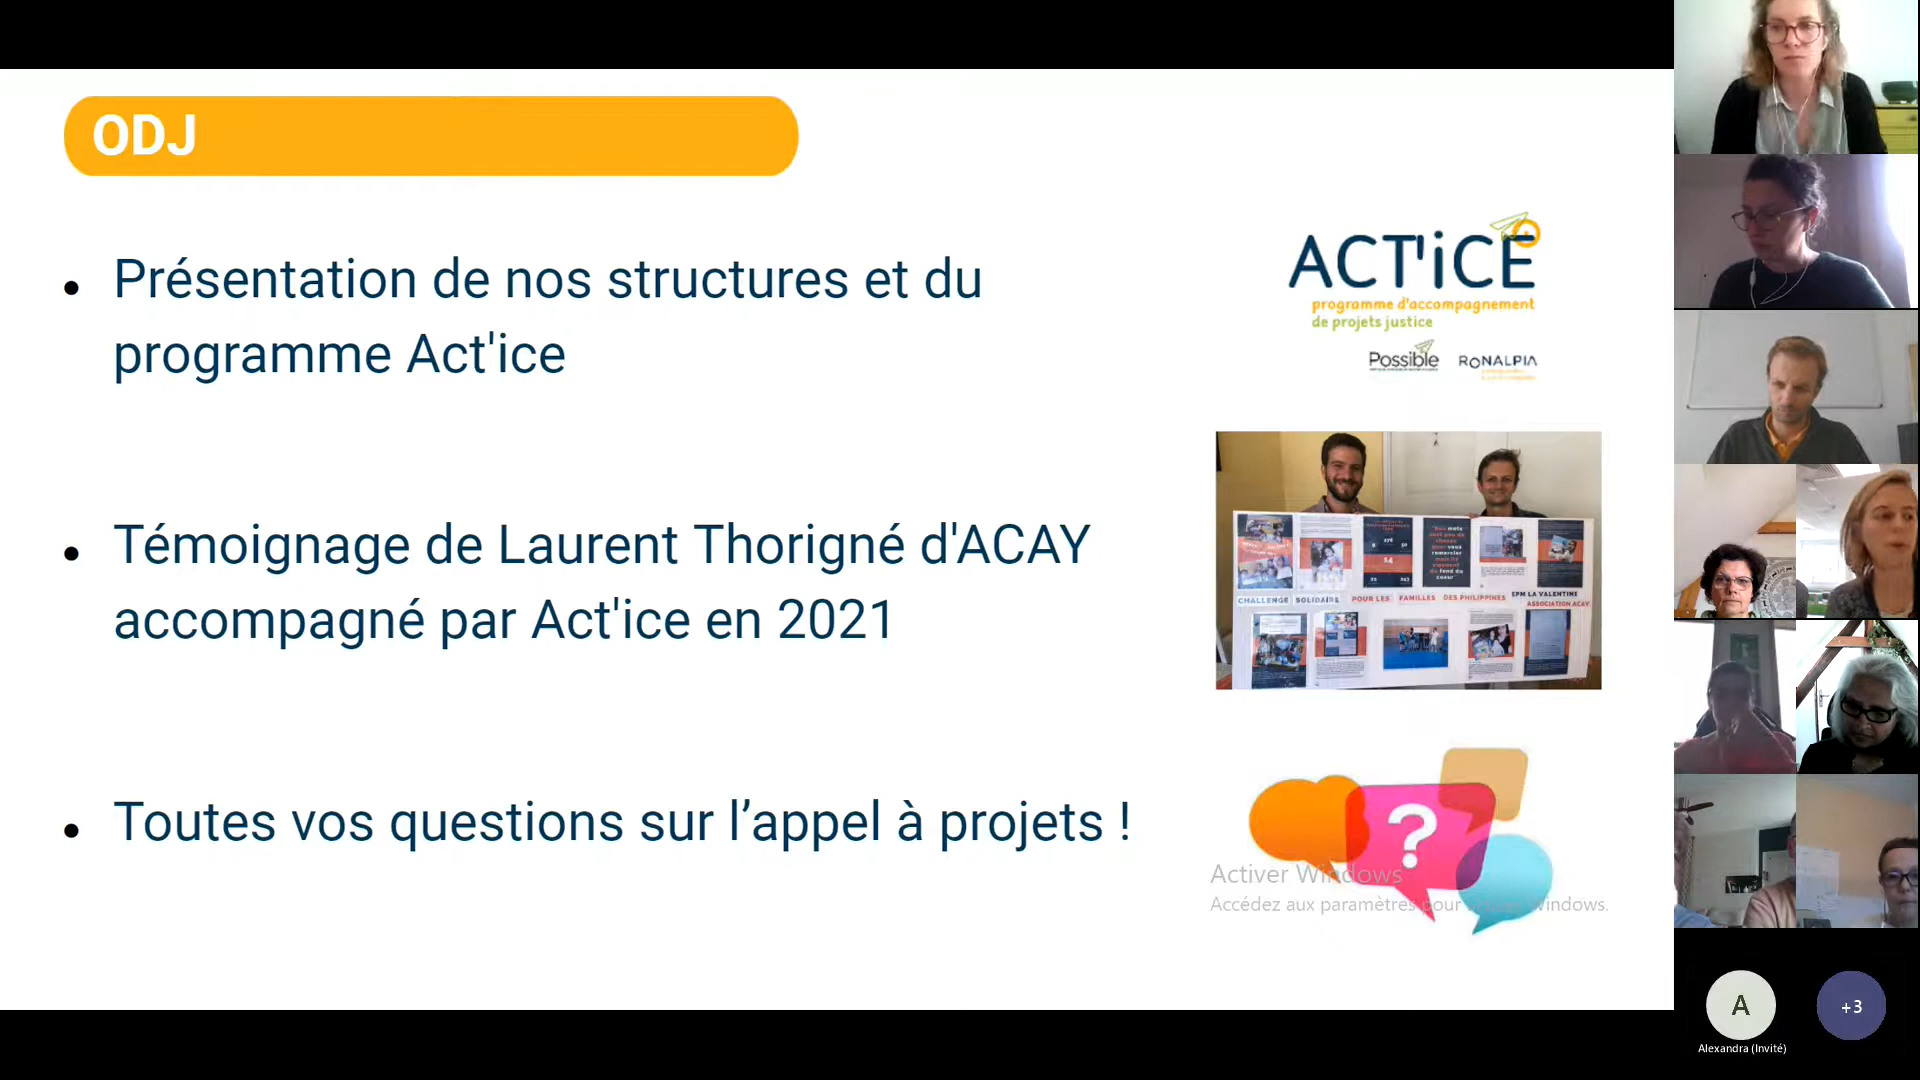 ODJ
Présentation de nos structures et du
programme Act'ice
Témoignage de Laurent Thorigné d'ACAY
accompagné par Act'ice en 2021
Toutes vos questions sur l’appel à projets !
ACT'iCE
programme d'accompagnement
de projets justice
Possible
RONALPIA
CHALLENGE SOLIDAIRE POUR LES FAMILLES DES PHILIPPINES EPM LA VALENTINE
ASSOCIATION ACAY
?
Activer Windows
Accédez aux paramètres pour Windows.
A
+3
Alexandra (Invité)